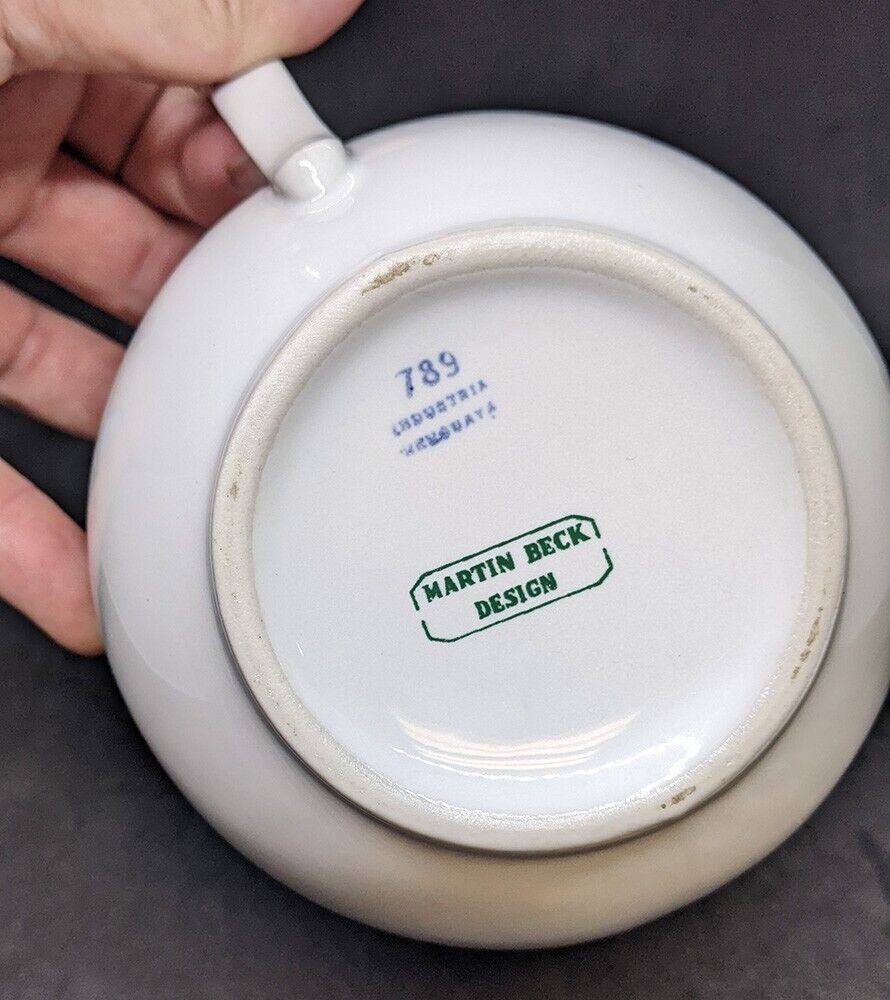 789
INDUSTRIA
URUGUAYA
MARTIN BECK
DESIGN